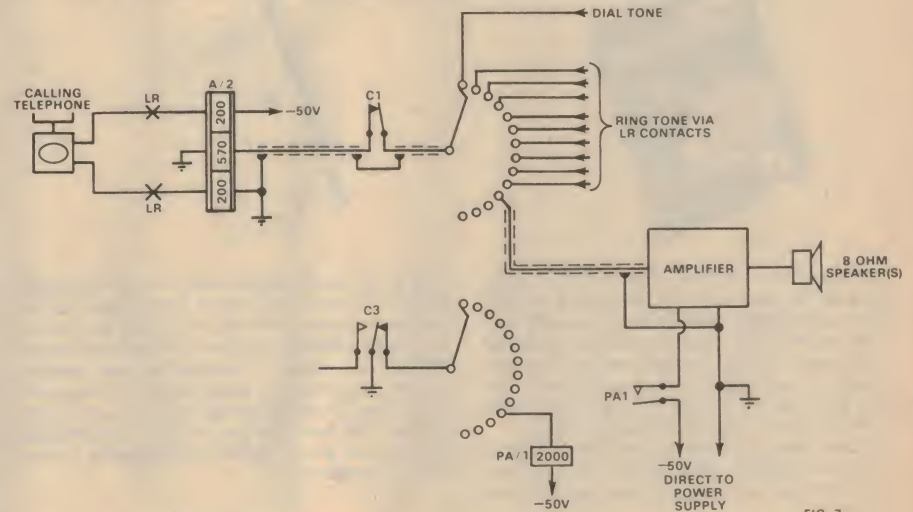 DIAL TONE
CALLING
TELEPHONE
LR
A/2
200
-50V
570
200
LR
C1
RING TONE VIA
LR CONTACTS
AMPLIFIER
8 OHM
SPEAKER(S)
C3
PA1
PA/1
2000
-50V
-50V
DIRECT TO
POWER
SUPPLY